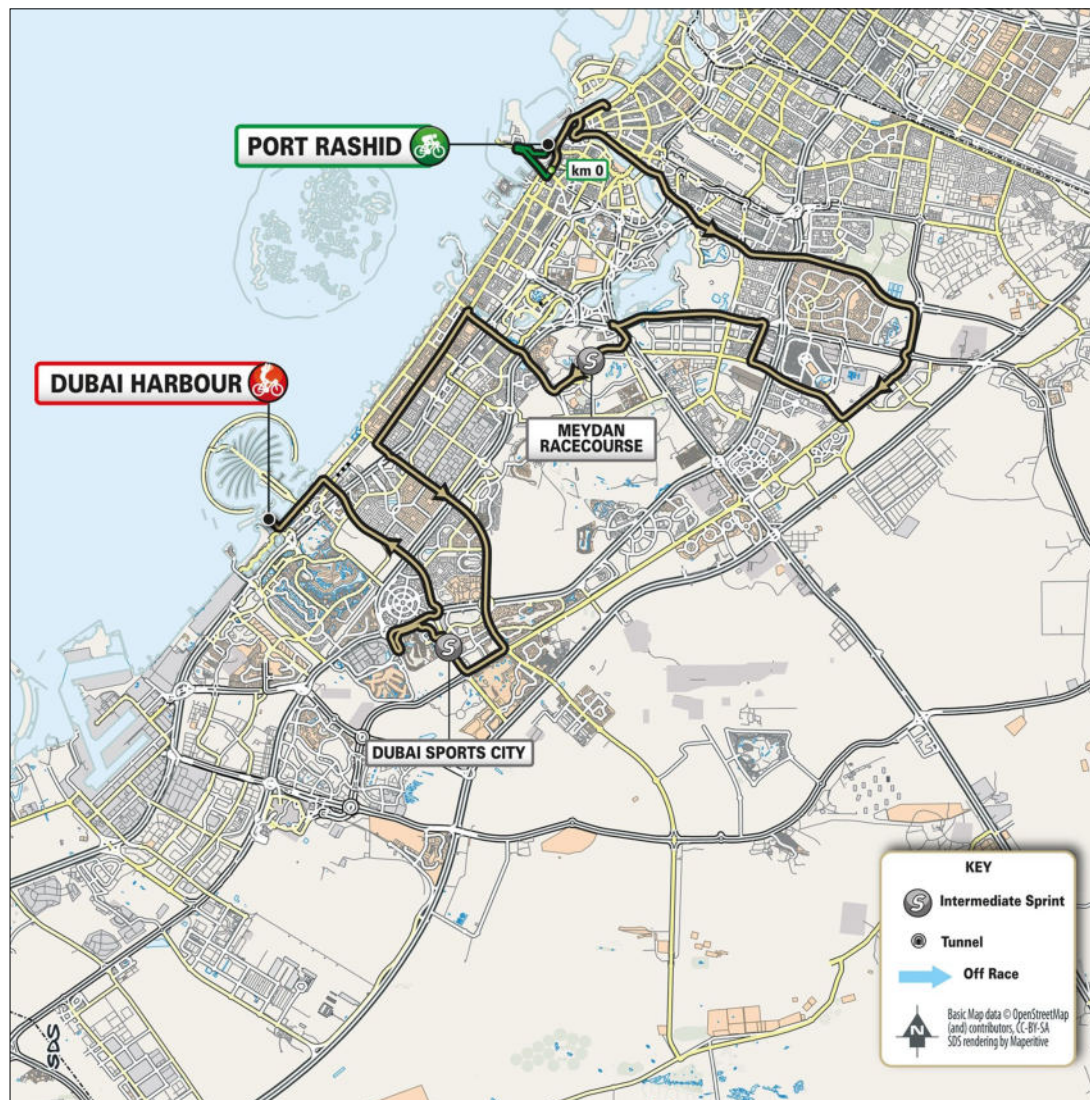 PORT RASHID
km 0
DUBAI HARBOUR
S
MEYDAN
RACECOURSE
S
DUBAI SPORTS CITY
KEY
S Intermediate Sprint
Tunnel
Off Race
N
Basic Map data © OpenStreetMap
(and) contributors, CC-BY-SA
SDS rendering by Maperitive
SDS